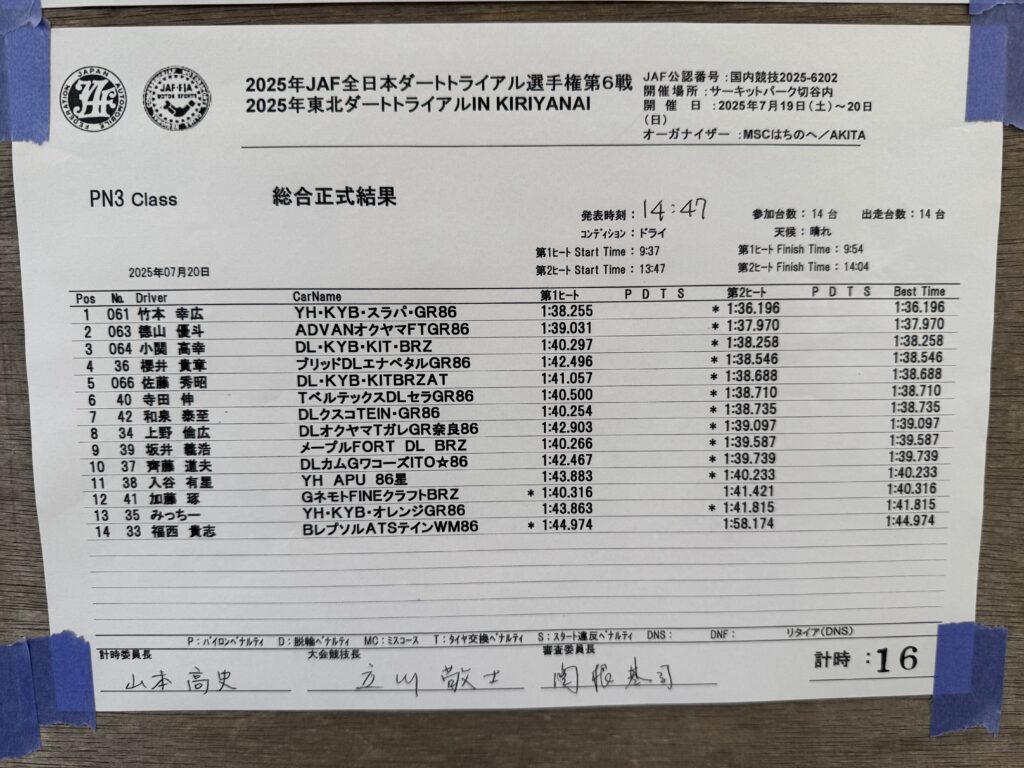 JAPAN AUTOMOBILE FEDERATION JAF
JAF・FIA MOTOR SPORTS
2025年JAF全日本ダートトライアル選手権第6戦
2025年東北ダートトライアルIN KIRIYANAI
JAF公認番号：国内競技2025-6202
開催場所：サーキットパーク切谷内
開 催 日：2025年7月19日(土)～20日
(日)
オーガナイザー：MSCはちのへ／AKITA
PN3 Class 総合正式結果
発表時刻：14:47 参加台数：14 台 出走台数：14 台
コンディション：ドライ 天候：晴れ
第1ヒート Start Time：9:37 第1ヒート Finish Time：9:54
第2ヒート Start Time：13:47 第2ヒート Finish Time：14:04
2025年07月20日
Pos No. Driver CarName 第1ヒート P D T S 第2ヒート P D T S Best Time
1 061 竹本 幸広 YH・KYB・スラパ・GR86 1:38.255 * 1:36.196 1:36.196
2 063 徳山 優斗 ADVANオクヤマFTGR86 1:39.031 * 1:37.970 1:37.970
3 064 小関 高幸 DL・KYB・KIT・BRZ 1:40.297 * 1:38.258 1:38.258
4 36 櫻井 貴章 ブリッドDLエナペタルGR86 1:42.496 * 1:38.546 1:38.546
5 066 佐藤 秀昭 DL・KYB・KITBRZAT 1:41.057 * 1:38.688 1:38.688
6 40 寺田 伸 TベルテックスDLセラGR86 1:40.500 * 1:38.710 1:38.710
7 42 和泉 泰至 DLクスコTEIN・GR86 1:40.254 * 1:38.735 1:38.735
8 34 上野 倫広 DLオクヤマTガレGR奈良86 1:42.903 * 1:39.097 1:39.097
9 39 坂井 義浩 メープルFORT DL BRZ 1:40.266 * 1:39.587 1:39.587
10 37 齊藤 道夫 DLカムGワコーズITO☆86 1:42.467 * 1:39.739 1:39.739
11 38 入谷 有星 YH APU 86星 1:43.883 * 1:40.233 1:40.233
12 41 加藤 琢 GネモトFINEクラフトBRZ * 1:40.316 1:41.421 1:40.316
13 35 みっちー YH・KYB・オレンジGR86 1:43.863 * 1:41.815 1:41.815
14 33 福西 貴志 BレプソルATSテインWM86 * 1:44.974 1:58.174 1:44.974
P：パイロンペナルティ D：脱輪ペナルティ MC：ミスコース T：タイヤ交換ペナルティ S：スタート違反ペナルティ DNS： DNF： リタイア(DNS)
計時委員長 大会競技長 審査委員長 計時：16
山本 高史 立川 敬士 関根 基司